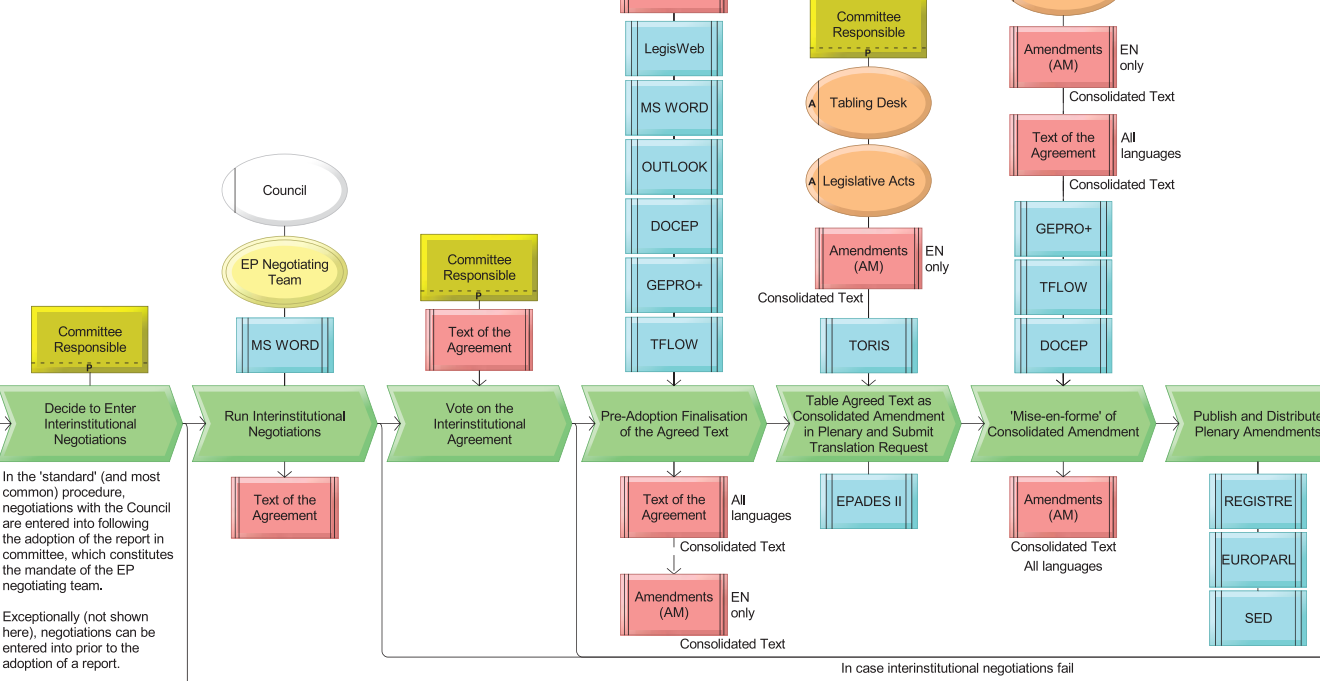 Committee
Responsible
P
Decide to Enter
Interinstitutional
Negotiations
In the 'standard' (and most
common) procedure,
negotiations with the Council
are entered into following
the adoption of the report in
committee, which constitutes
the mandate of the EP
negotiating team.
Exceptionally (not shown
here), negotiations can be
entered into prior to the
adoption of a report.
Council
EP Negotiating
Team
MS WORD
Run Interinstitutional
Negotiations
Text of the
Agreement
Committee
Responsible
P
Text of the
Agreement
Vote on the
Interinstitutional
Agreement
LegisWeb
MS WORD
OUTLOOK
DOCEP
GEPRO+
TFLOW
Pre-Adoption Finalisation
of the Agreed Text
Text of the
Agreement
All
languages
Consolidated Text
Amendments
(AM)
EN
only
Consolidated Text
Committee
Responsible
P
A Tabling Desk
A Legislative Acts
Amendments
(AM)
EN
only
Consolidated Text
TORIS
Table Agreed Text as
Consolidated Amendment
in Plenary and Submit
Translation Request
EPADES II
Amendments
(AM)
EN
only
Consolidated Text
Text of the
Agreement
All
languages
Consolidated Text
GEPRO+
TFLOW
DOCEP
'Mise-en-forme' of
Consolidated Amendment
Amendments
(AM)
Consolidated Text
All languages
Publish and Distribute
Plenary Amendments
REGISTRE
EUROPARL
SED
In case interinstitutional negotiations fail